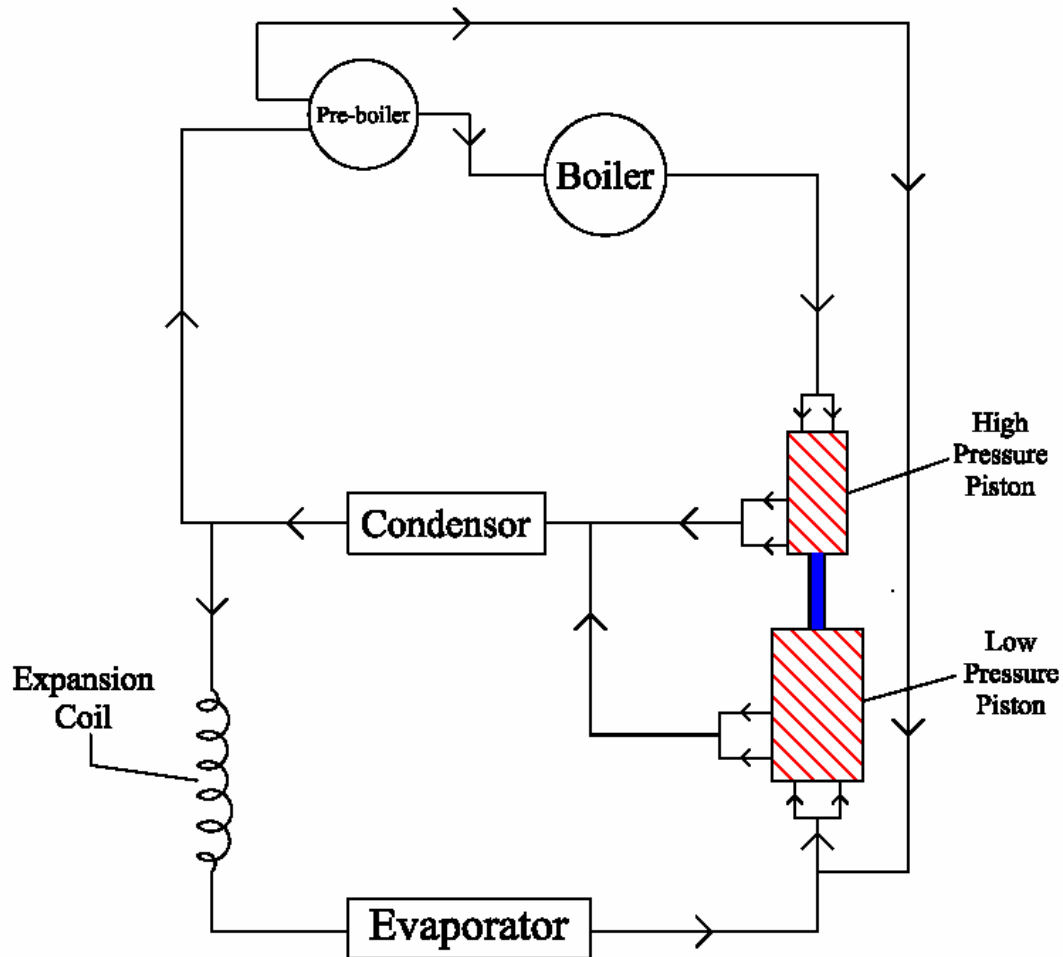 Pre-boiler
Boiler
High
Pressure
Piston
Condensor
Low
Pressure
Piston
Expansion
Coil
Evaporator